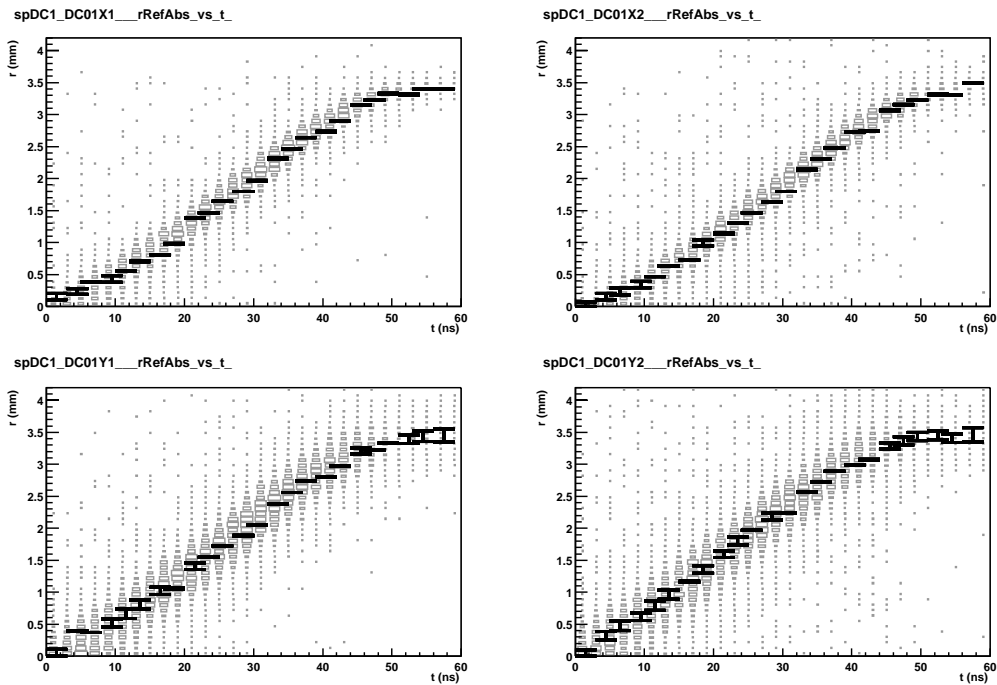 spDC1_DC01X1___rRefAbs_vs_t_
r (mm)
4
3.5
3
2.5
2
1.5
1
0.5
0
0 10 20 30 40 50 60
t (ns)
spDC1_DC01X2___rRefAbs_vs_t_
r (mm)
4
3.5
3
2.5
2
1.5
1
0.5
0
0 10 20 30 40 50 60
t (ns)
spDC1_DC01Y1___rRefAbs_vs_t_
r (mm)
4
3.5
3
2.5
2
1.5
1
0.5
0
0 10 20 30 40 50 60
t (ns)
spDC1_DC01Y2___rRefAbs_vs_t_
r (mm)
4
3.5
3
2.5
2
1.5
1
0.5
0
0 10 20 30 40 50 60
t (ns)